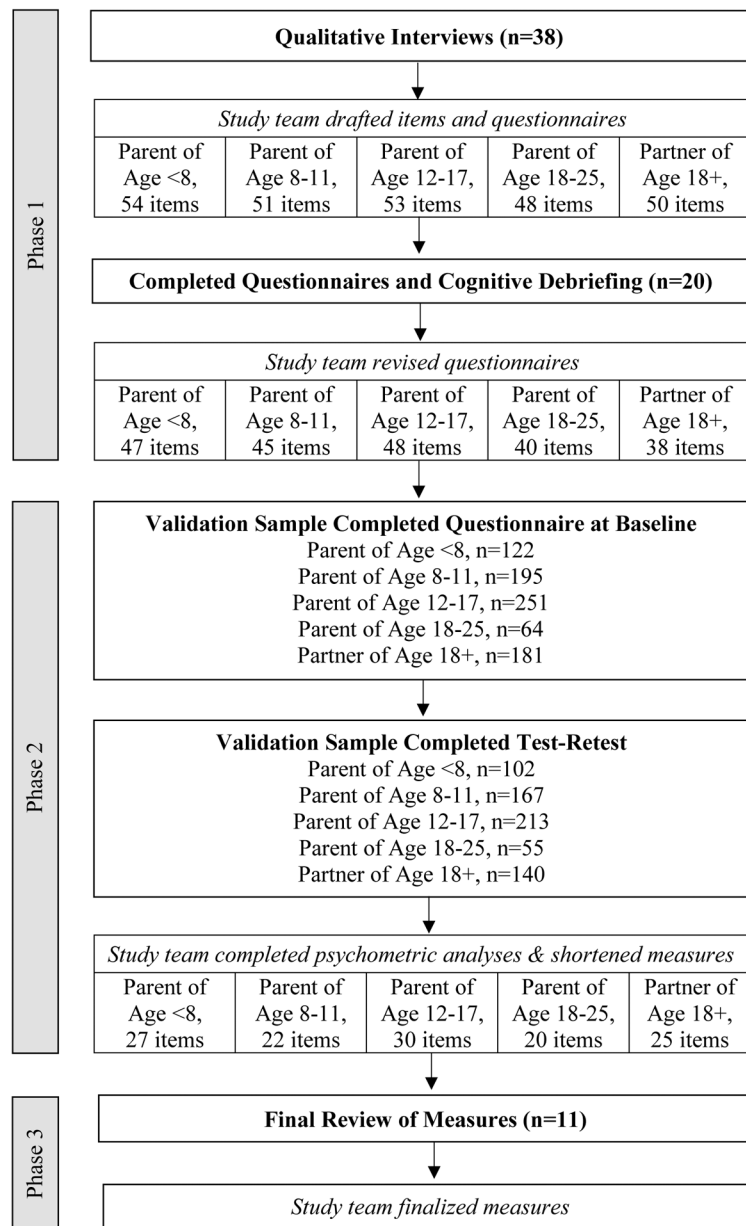 Phase 1
Qualitative Interviews (n=38)
Study team drafted items and questionnaires
Parent of Age <8, 54 items
Parent of Age 8-11, 51 items
Parent of Age 12-17, 53 items
Parent of Age 18-25, 48 items
Partner of Age 18+, 50 items
Completed Questionnaires and Cognitive Debriefing (n=20)
Study team revised questionnaires
Parent of Age <8, 47 items
Parent of Age 8-11, 45 items
Parent of Age 12-17, 48 items
Parent of Age 18-25, 40 items
Partner of Age 18+, 38 items
Phase 2
Validation Sample Completed Questionnaire at Baseline
Parent of Age <8, n=122
Parent of Age 8-11, n=195
Parent of Age 12-17, n=251
Parent of Age 18-25, n=64
Partner of Age 18+, n=181
Validation Sample Completed Test-Retest
Parent of Age <8, n=102
Parent of Age 8-11, n=167
Parent of Age 12-17, n=213
Parent of Age 18-25, n=55
Partner of Age 18+, n=140
Study team completed psychometric analyses & shortened measures
Parent of Age <8, 27 items
Parent of Age 8-11, 22 items
Parent of Age 12-17, 30 items
Parent of Age 18-25, 20 items
Partner of Age 18+, 25 items
Phase 3
Final Review of Measures (n=11)
Study team finalized measures